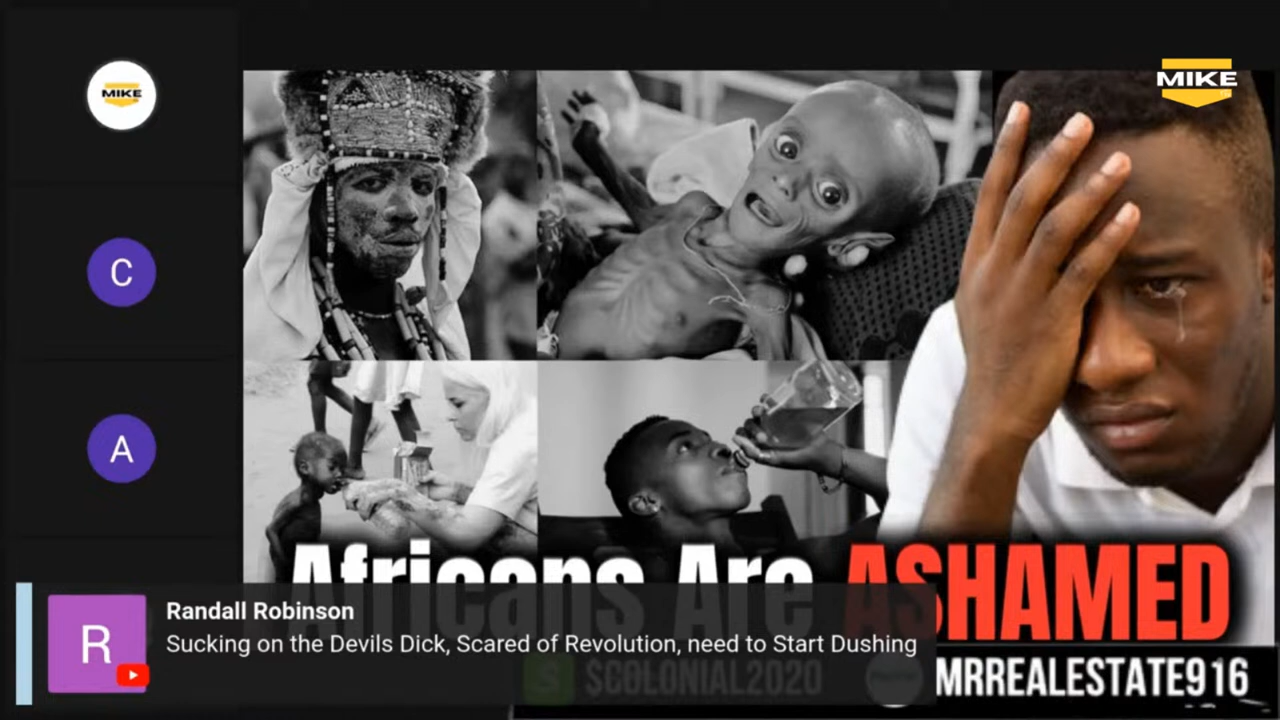 MIKE
MIKE
C
A
Africans Are ASHAMED
R
Randall Robinson
Sucking on the Devils Dick, Scared of Revolution, need to Start Dushing
S $COLONIAL2020
MRREALESTATE916